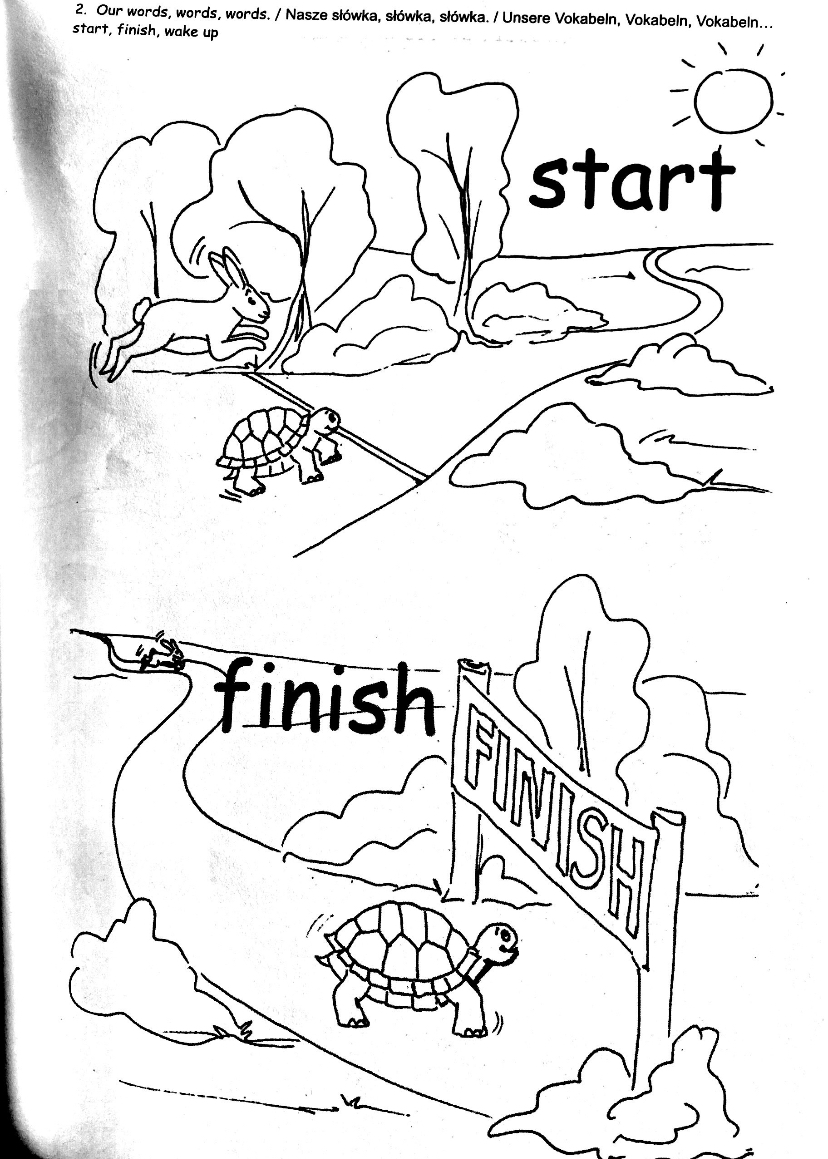 2. Our words, words, words. / Nasze słówka, słówka, słówka. / Unsere Vokabeln, Vokabeln, Vokabeln...
start, finish, wake up
start
finish
FINISH